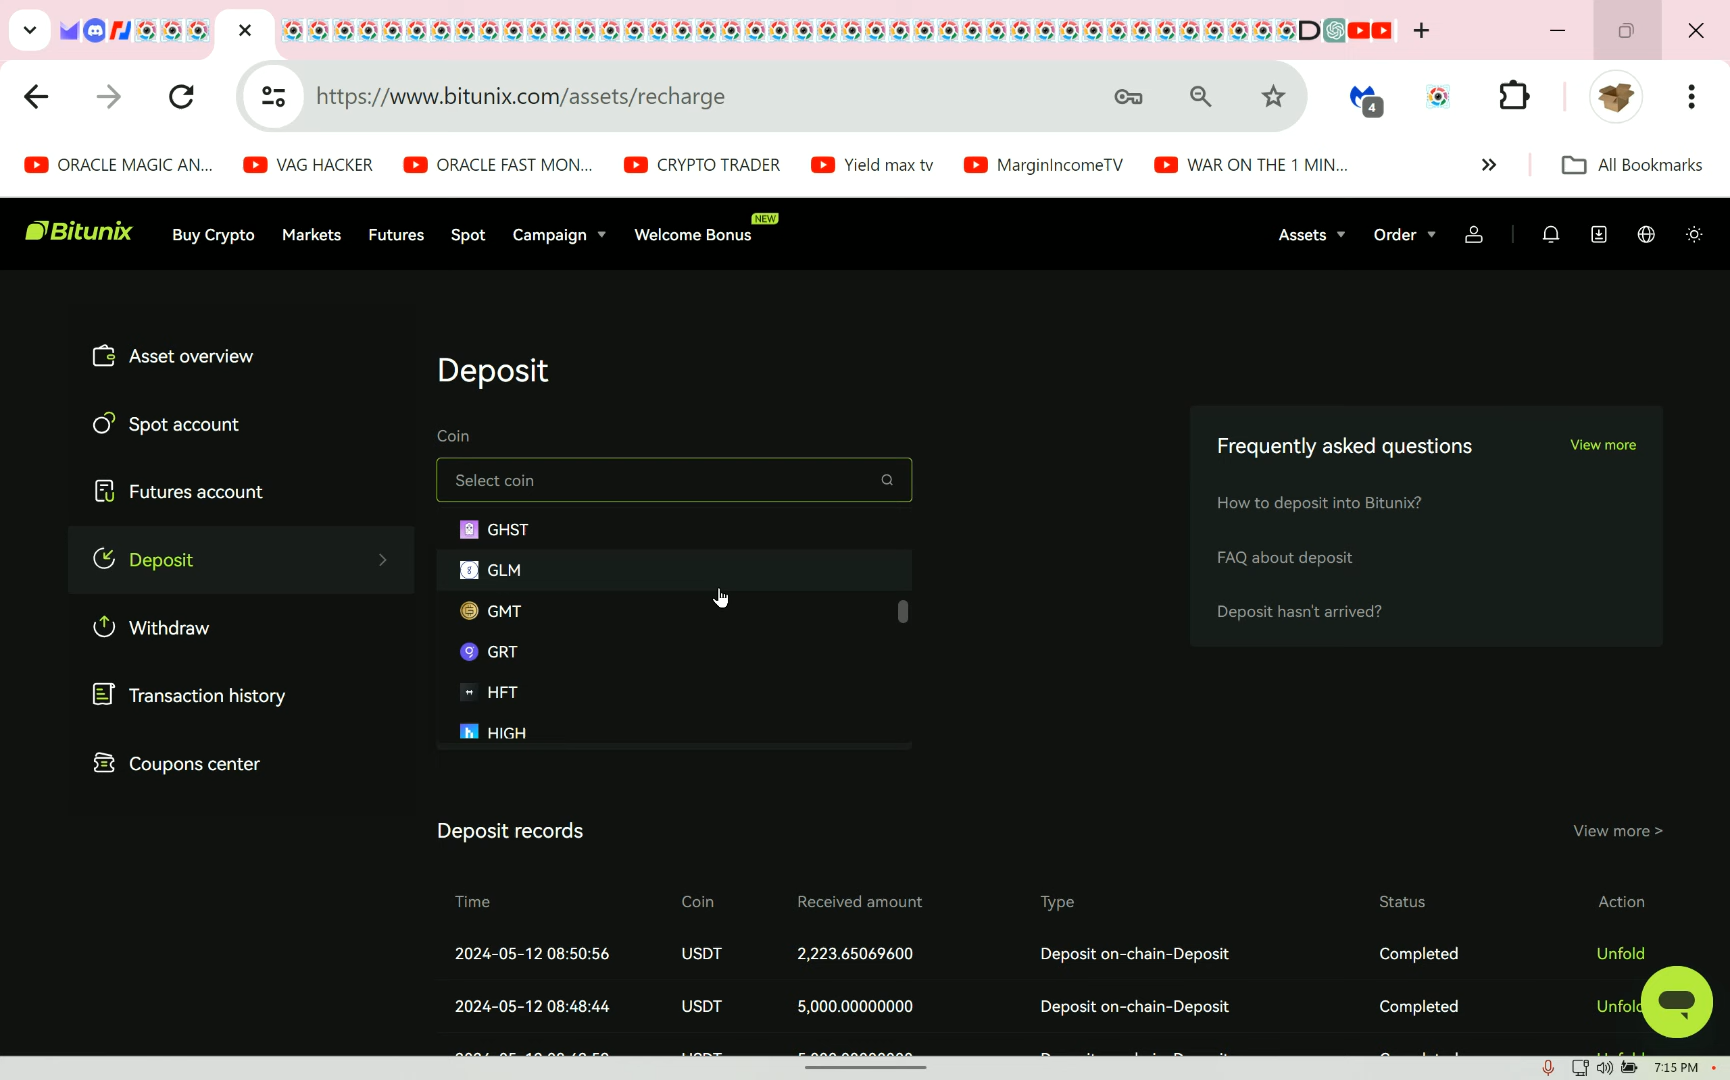 4
https://www.bitunix.com/assets/recharge
ORACLE MAGIC AN...
VAG HACKER
ORACLE FAST MON...
CRYPTO TRADER
Yield max tv
MarginIncomeTV
WAR ON THE 1 MIN...
All Bookmarks
Bitunix
Buy Crypto
Markets
Futures
Spot
Campaign
Welcome Bonus
NEW
Assets
Order
Asset overview
Spot account
Futures account
Deposit
Withdraw
Transaction history
Coupons center
Deposit
Coin
Select coin
GHST
GLM
GMT
GRT
HFT
HIGH
Frequently asked questions
View more
How to deposit into Bitunix?
FAQ about deposit
Deposit hasn't arrived?
Deposit records
View more >
Time Coin Received amount Type Status Action
2024-05-12 08:50:56 USDT 2,223.65069600 Deposit on-chain-Deposit Completed Unfold
2024-05-12 08:48:44 USDT 5,000.00000000 Deposit on-chain-Deposit Completed Unfold
7:15 PM